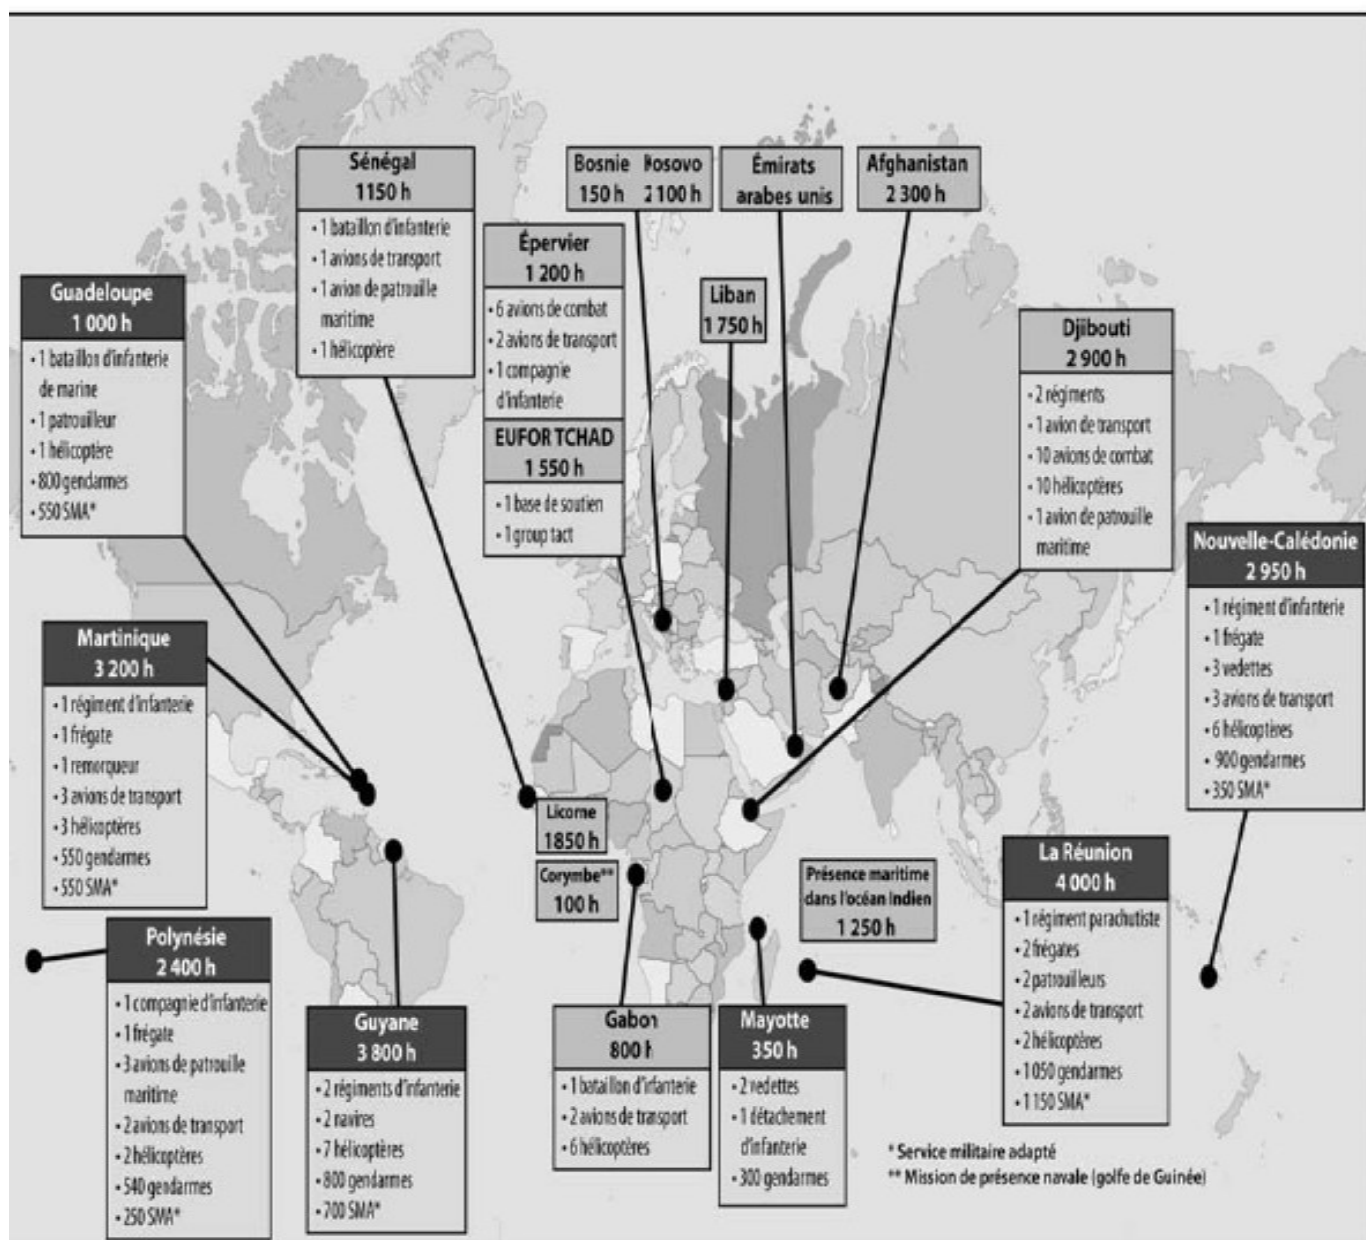 Sénégal
1150 h
• 1 bataillon d'infanterie
• 1 avions de transport
• 1 avion de patrouille
maritime
• 1 hélicoptère
Bosnie
150 h
Kosovo
2 100 h
Émirats
arabes unis
Afghanistan
2 300 h
Épervier
1 200 h
• 6 avions de combat
• 2 avions de transport
• 1 compagnie
d'infanterie
EUFOR TCHAD
1 550 h
• 1 base de soutien
• 1 group tact
Liban
1 750 h
Guadeloupe
1 000 h
• 1 bataillon d'infanterie
de marine
• 1 patrouilleur
• 1 hélicoptère
• 800 gendarmes
• 550 SMA*
Djibouti
2 900 h
• 2 régiments
• 1 avion de transport
• 10 avions de combat
• 10 hélicoptères
• 1 avion de patrouille
maritime
Nouvelle-Calédonie
2 950 h
• 1 régiment d'infanterie
• 1 frégate
• 3 vedettes
• 3 avions de transport
• 6 hélicoptères
• 900 gendarmes
• 350 SMA*
Martinique
3 200 h
• 1 régiment d'infanterie
• 1 frégate
• 1 remorqueur
• 3 avions de transport
• 3 hélicoptères
• 550 gendarmes
• 550 SMA*
Licorne
1850 h
Corymbe**
100 h
Présence maritime
dans l'océan Indien
1 250 h
La Réunion
4 000 h
• 1 régiment parachutiste
• 2 frégates
• 2 patrouilleurs
• 2 avions de transport
• 2 hélicoptères
• 1 050 gendarmes
• 1 150 SMA*
Polynésie
2 400 h
• 1 compagnie d'infanterie
• 1 frégate
• 3 avions de patrouille
maritime
• 2 avions de transport
• 2 hélicoptères
• 540 gendarmes
• 250 SMA*
Guyane
3 800 h
• 2 régiments d'infanterie
• 2 navires
• 7 hélicoptères
• 800 gendarmes
• 700 SMA*
Gabon
800 h
• 1 bataillon d'infanterie
• 2 avions de transport
• 6 hélicoptères
Mayotte
350 h
• 2 vedettes
• 1 détachement
d'infanterie
• 300 gendarmes
* Service militaire adapté
** Mission de présence navale (golfe de Guinée)